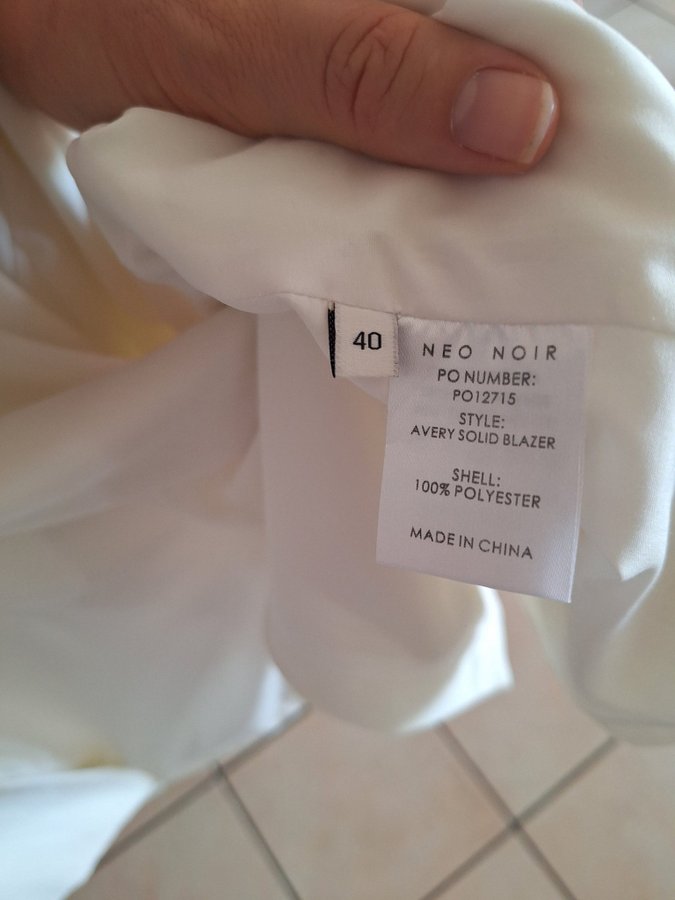 40
NEO NOIR
PO NUMBER:
PO12715
STYLE:
AVERY SOLID BLAZER
SHELL:
100% POLYESTER
MADE IN CHINA